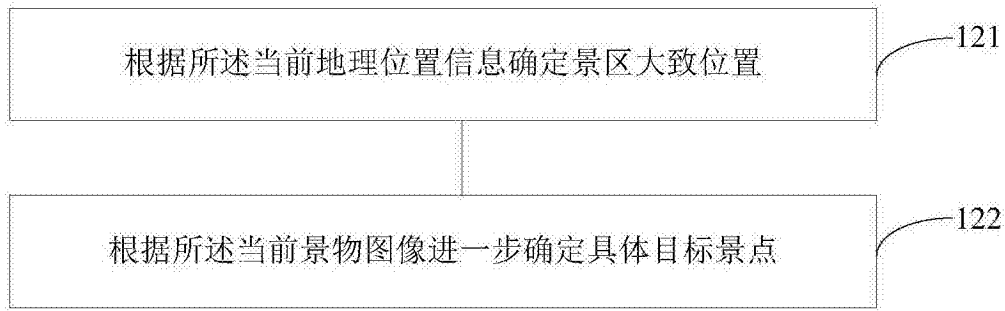 根据所述当前地理位置信息确定景区大致位置
121
根据所述当前景物图像进一步确定具体目标景点
122